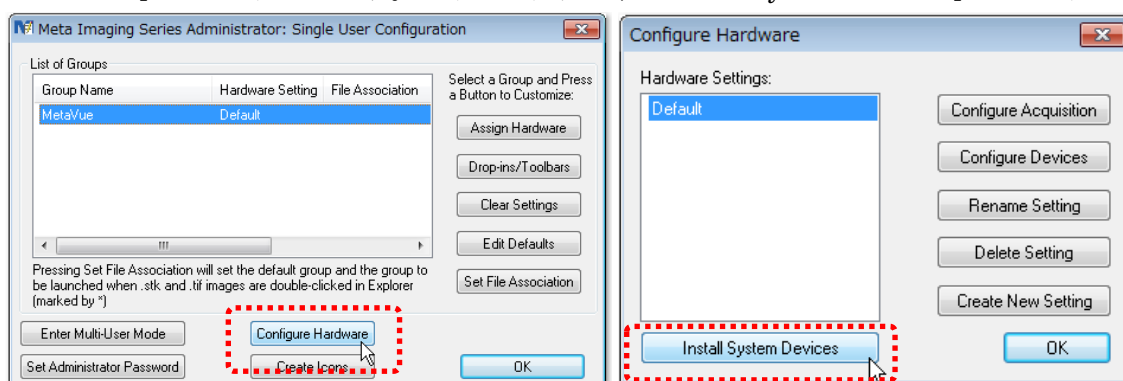 Meta Imaging Series Administrator: Single User Configuration
List of Groups
Group Name Hardware Setting File Association
MetaVue Default
Select a Group and Press
a Button to Customize:
Assign Hardware
Drop-ins/Toolbars
Clear Settings
Edit Defaults
Set File Association
Pressing Set File Association will set the default group and the group to
be launched when .stk and .tif images are double-clicked in Explorer
(marked by *)
Enter Multi-User Mode
Configure Hardware
Set Administrator Password
Create Icons
OK
Configure Hardware
Hardware Settings:
Default
Configure Acquisition
Configure Devices
Rename Setting
Delete Setting
Create New Setting
Install System Devices
OK